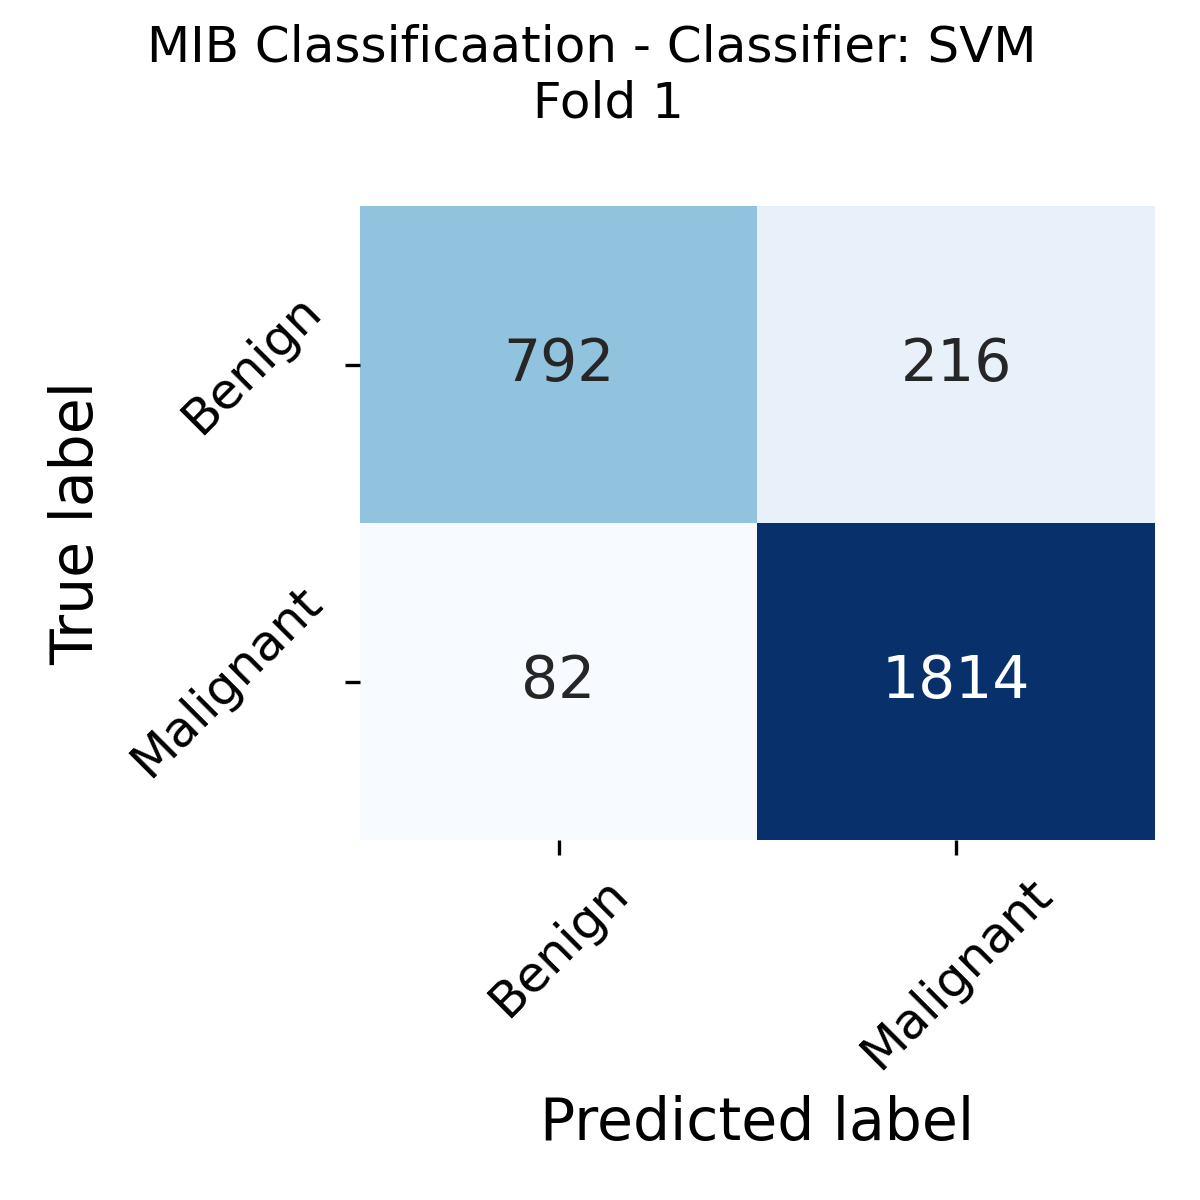 MIB Classificaation - Classifier: SVM
Fold 1
True label
Benign
792
216
Malignant
82
1814
Benign
Malignant
Predicted label